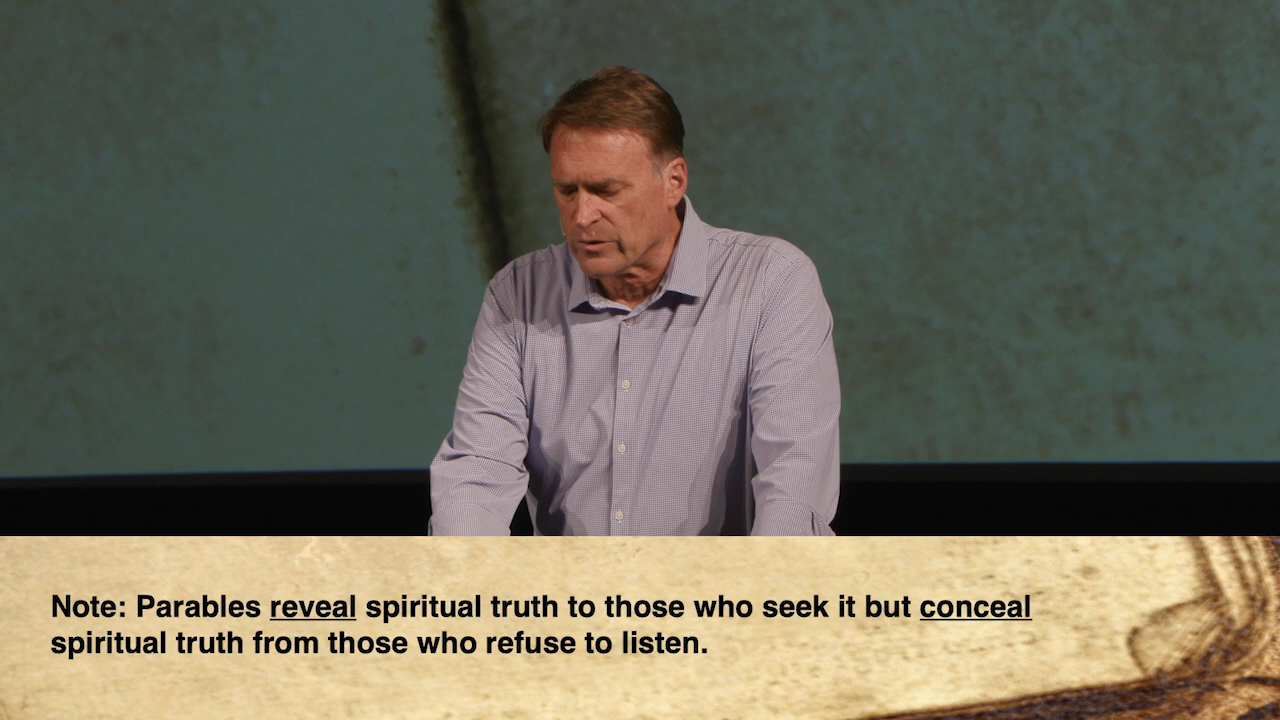 Note: Parables reveal spiritual truth to those who seek it but conceal
spiritual truth from those who refuse to listen.